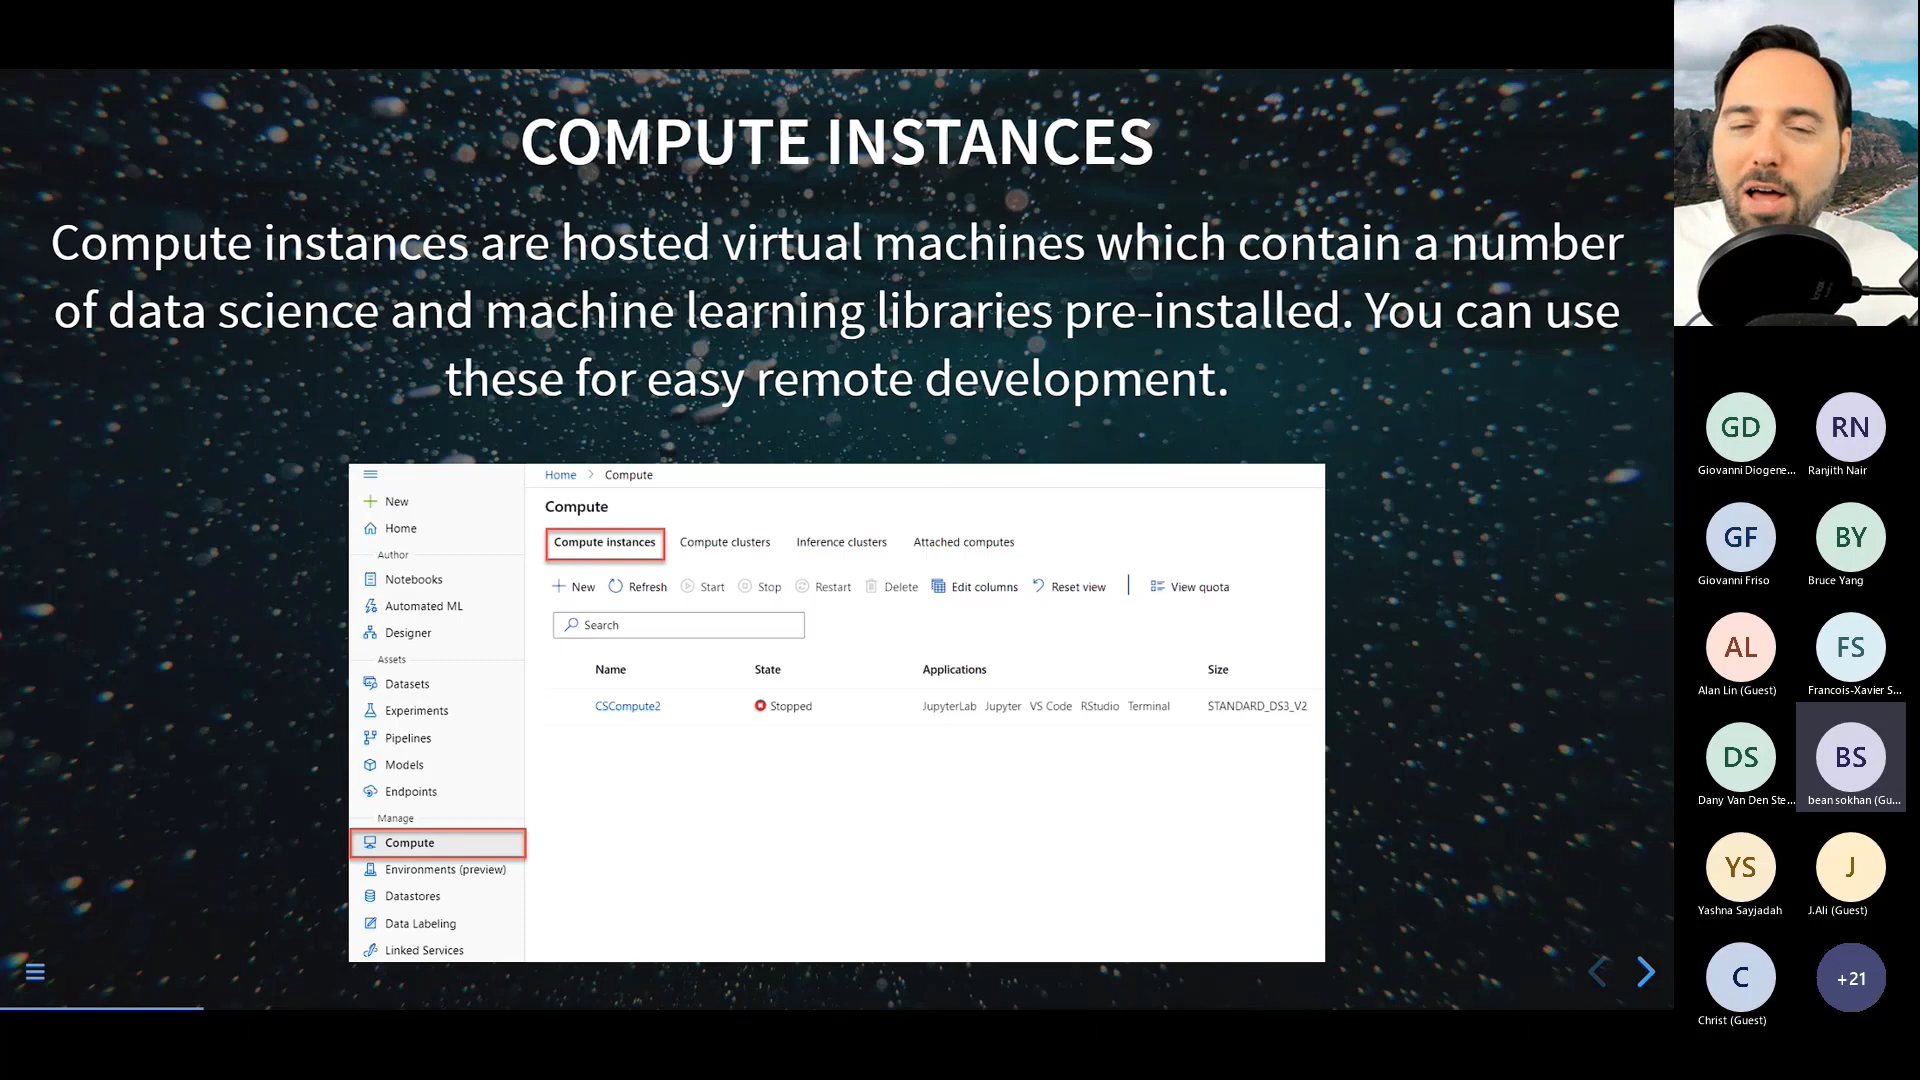 COMPUTE INSTANCES
Compute instances are hosted virtual machines which contain a number
of data science and machine learning libraries pre-installed. You can use
these for easy remote development.
New
Home
Author
Notebooks
Automated ML
Designer
Assets
Datasets
Experiments
Pipelines
Models
Endpoints
Manage
Compute
Environments (preview)
Datastores
Data Labeling
Linked Services
Home > Compute
Compute
Compute instances Compute clusters Inference clusters Attached computes
New Refresh Start Stop Restart Delete Edit columns Reset view View quota
Search
Name State Applications Size
CSCompute2 Stopped JupyterLab Jupyter VS Code RStudio Terminal STANDARD_DS3_V2
GD RN
Giovanni Diogene... Ranjith Nair
GF BY
Giovanni Friso Bruce Yang
AL FS
Alan Lin (Guest) Francois-Xavier S...
DS BS
Dany Van Den Ste... bean sokhan (Gu...
YS J
Yashna Sayjadah J.Ali (Guest)
C +21
Christ (Guest)